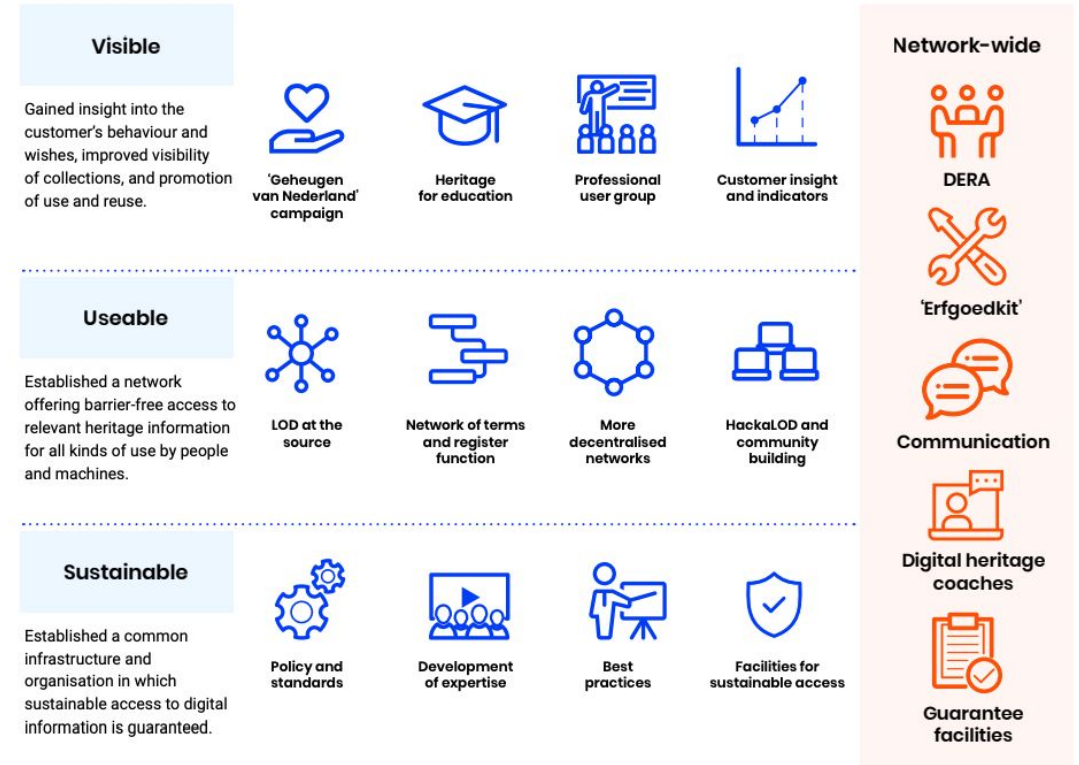 Visible
Gained insight into the
customer's behaviour and
wishes, improved visibility
of collections, and promotion
of use and reuse.
'Geheugen
van Nederland'
campaign
Heritage
for education
Professional
user group
Customer insight
and indicators
Useable
Established a network
offering barrier-free access to
relevant heritage information
for all kinds of use by people
and machines.
LOD at the
source
Network of terms
and register
function
More
decentralised
networks
HackaLOD and
community
building
Sustainable
Established a common
infrastructure and
organisation in which
sustainable access to digital
information is guaranteed.
Policy and
standards
Development
of expertise
Best
practices
Facilities for
sustainable access
Network-wide
DERA
'Erfgoedkit'
Communication
Digital heritage
coaches
Guarantee
facilities